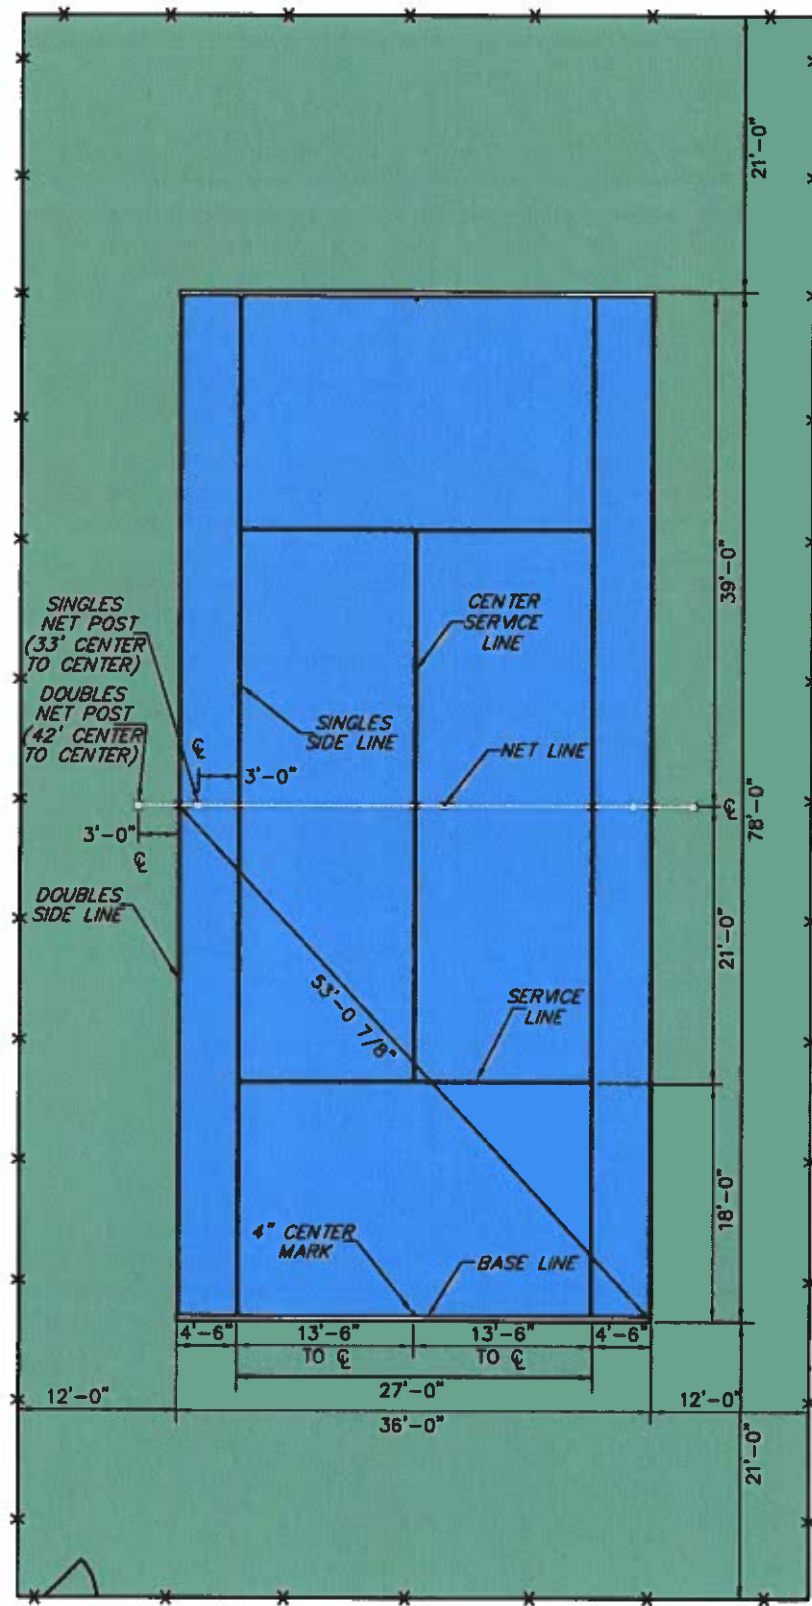 21'-0"
SINGLES
NET POST
(33' CENTER
TO CENTER)
DOUBLES
NET POST
(42' CENTER
TO CENTER)
CENTER
SERVICE
LINE
39'-0"
SINGLES
SIDE LINE
℄
3'-0"
NET LINE
℄
78'-0"
3'-0"
℄
DOUBLES
SIDE LINE
21'-0"
53'-0 7/8"
SERVICE
LINE
18'-0"
4" CENTER
MARK
BASE LINE
4'-6" 13'-6" 13'-6" 4'-6"
TO ℄ TO ℄
27'-0"
12'-0" 12'-0"
36'-0"
21'-0"